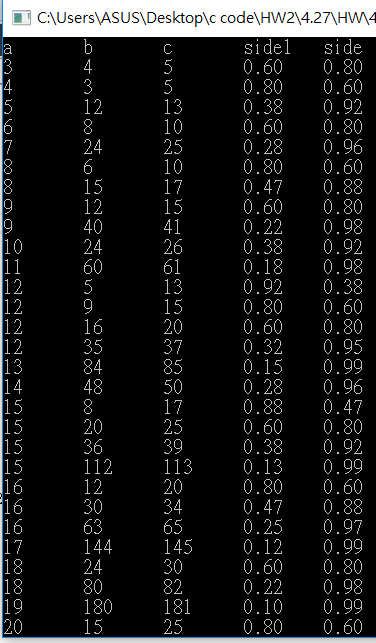 C:\Users\ASUS\Desktop\c code\HW2\4.27\HW\4
a b c side1 side
3 4 5 0.60 0.80
4 3 5 0.80 0.60
5 12 13 0.38 0.92
6 8 10 0.60 0.80
7 24 25 0.28 0.96
8 6 10 0.80 0.60
8 15 17 0.47 0.88
9 12 15 0.60 0.80
9 40 41 0.22 0.98
10 24 26 0.38 0.92
11 60 61 0.18 0.98
12 5 13 0.92 0.38
12 9 15 0.80 0.60
12 16 20 0.60 0.80
12 35 37 0.32 0.95
13 84 85 0.15 0.99
14 48 50 0.28 0.96
15 8 17 0.88 0.47
15 20 25 0.60 0.80
15 36 39 0.38 0.92
15 112 113 0.13 0.99
16 12 20 0.80 0.60
16 30 34 0.47 0.88
16 63 65 0.25 0.97
17 144 145 0.12 0.99
18 24 30 0.60 0.80
18 80 82 0.22 0.98
19 180 181 0.10 0.99
20 15 25 0.80 0.60